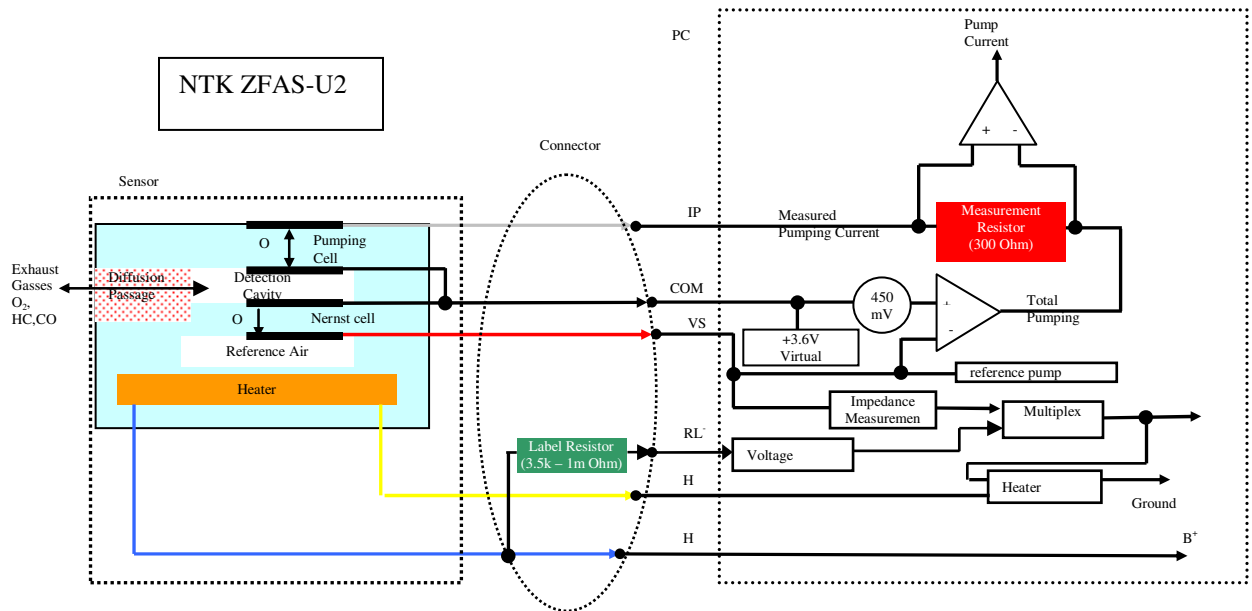 NTK ZFAS-U2
PC
Pump
Current
+ -
Connector
Sensor
IP
Measured
Pumping Current
Measurement
Resistor
(300 Ohm)
O
Pumping
Cell
Exhaust
Gasses
O2,
HC,CO
Diffusion
Passage
Detection
Cavity
O
Nernst cell
Reference Air
Heater
COM
VS
+3.6V
Virtual
450
mV
+
-
Total
Pumping
reference pump
Impedance
Measuremen
Multiplex
Label Resistor
(3.5k – 1m Ohm)
RL-
Voltage
H
Heater
Ground
H
B+